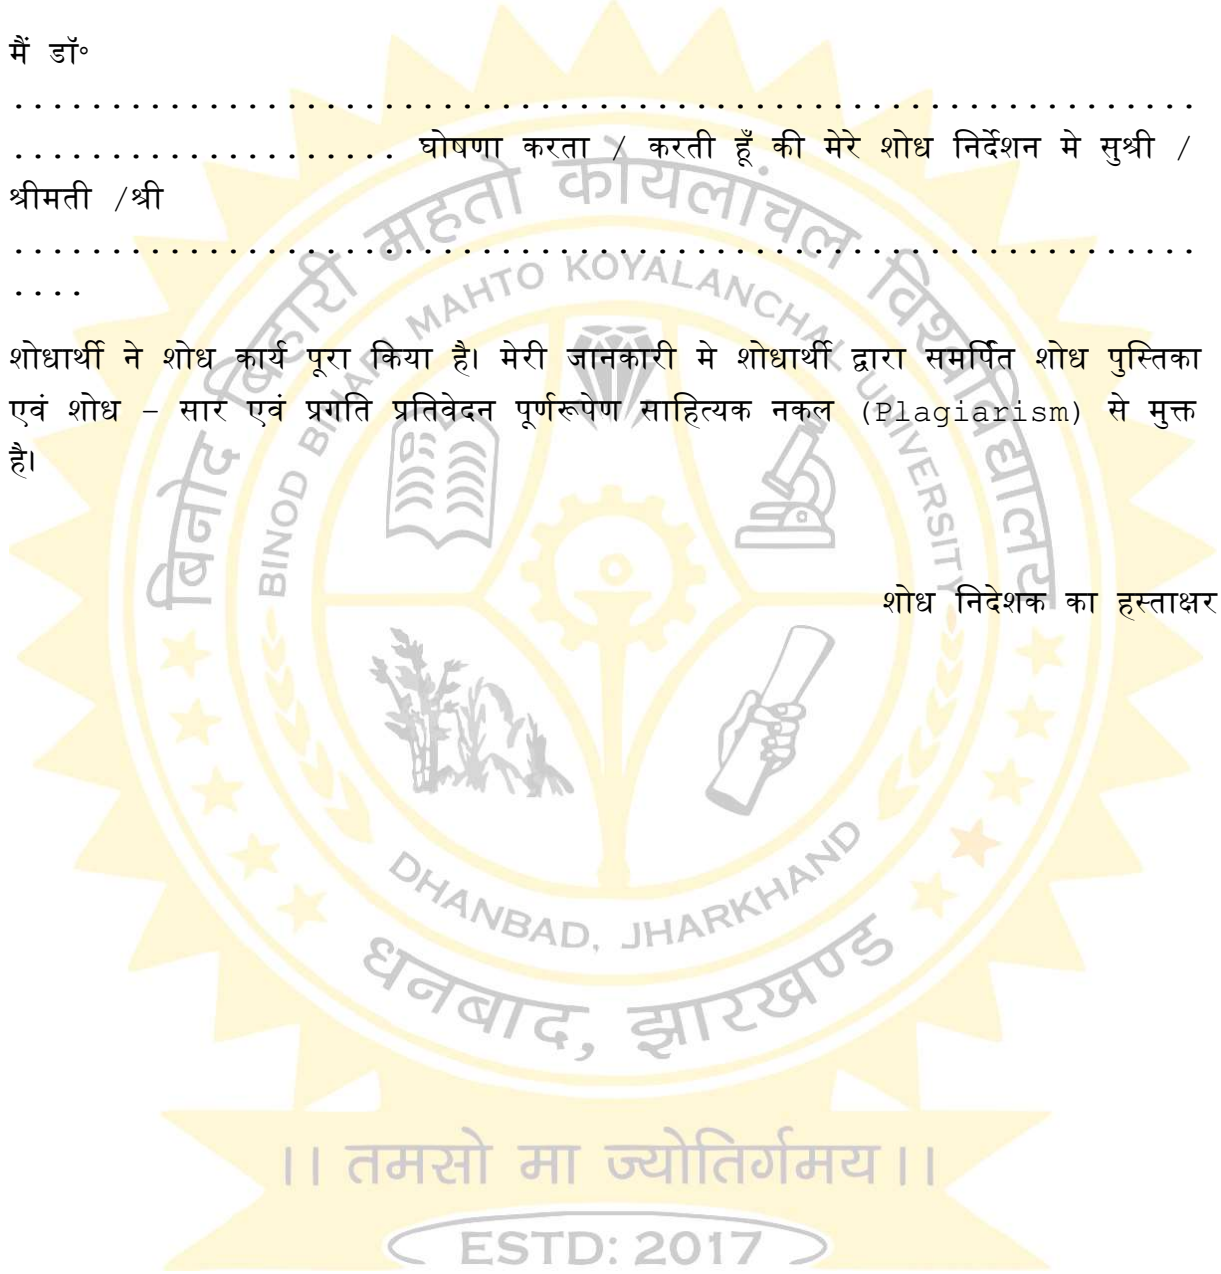 मैं डॉ॰
.............................................................
.................... घोषणा करता / करती हूँ की मेरे शोध निर्देशन मे सुश्री /
श्रीमती /श्री
.............................................................
....
शोधार्थी ने शोध कार्य पूरा किया है। मेरी जानकारी मे शोधार्थी द्वारा समर्पित शोध पुस्तिका
एवं शोध – सार एवं प्रगति प्रतिवेदन पूर्णरूपेण साहित्यक नकल (Plagiarism) से मुक्त
है।
शोध निदेशक का हस्ताक्षर
बिनोद बिहारी महतो कोयलांचल विश्वविद्यालय
BINOD BIHARI MAHTO KOYALANCHAL UNIVERSITY
DHANBAD, JHARKHAND
धनबाद, झारखण्ड
।। तमसो मा ज्योतिर्गमय ।।
ESTD: 2017